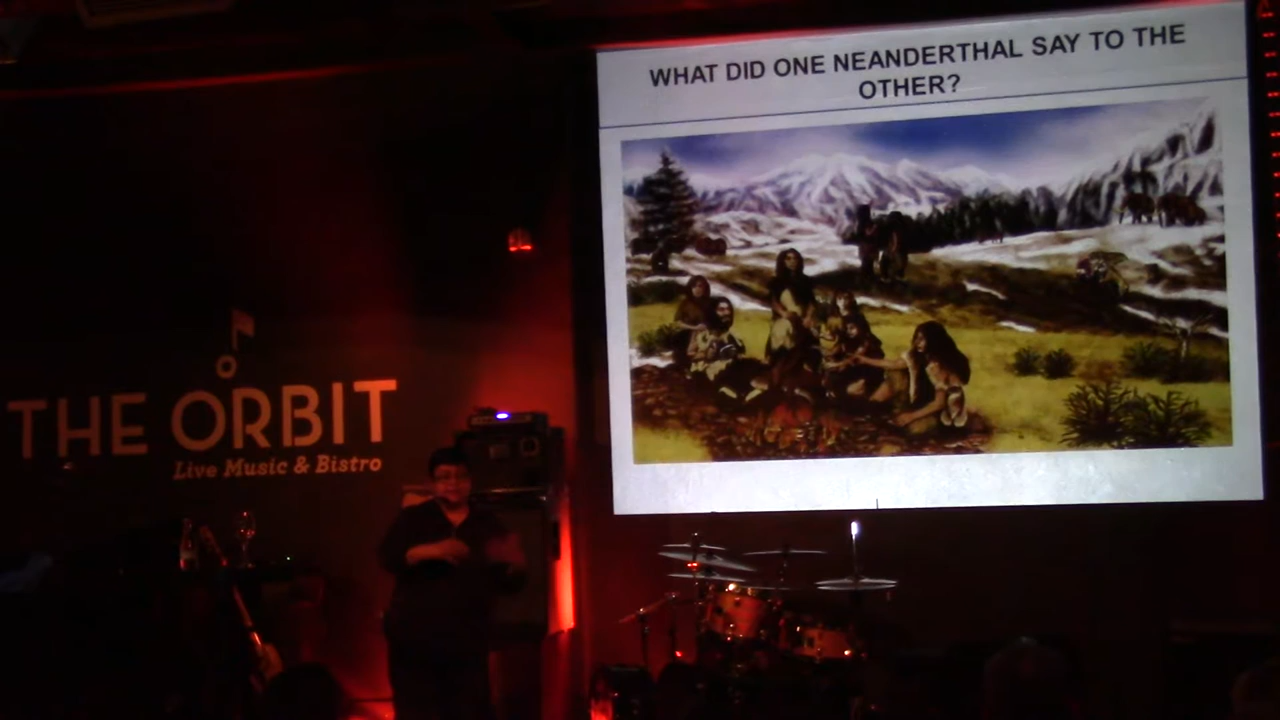 WHAT DID ONE NEANDERTHAL SAY TO THE
OTHER?
THE ORBIT
Live Music & Bistro